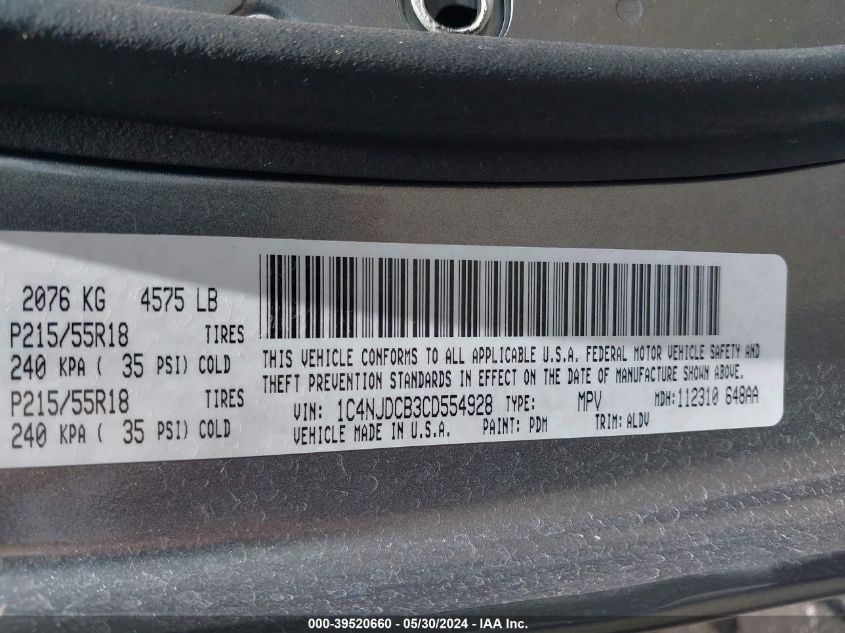 2076 KG 4575 LB
P215/55R18 TIRES
240 KPA ( 35 PSI) COLD
P215/55R18 TIRES
240 KPA ( 35 PSI) COLD
THIS VEHICLE CONFORMS TO ALL APPLICABLE U.S.A. FEDERAL MOTOR VEHICLE SAFETY AND
THEFT PREVENTION STANDARDS IN EFFECT ON THE DATE OF MANUFACTURE SHOWN ABOVE.
VIN: 1C4NJDCB3CD554928 TYPE: MPV MDH:112310 648AA
VEHICLE MADE IN U.S.A. PAINT: PDM TRIM: ALDV
000-39520660 - 05/30/2024 - IAA Inc.